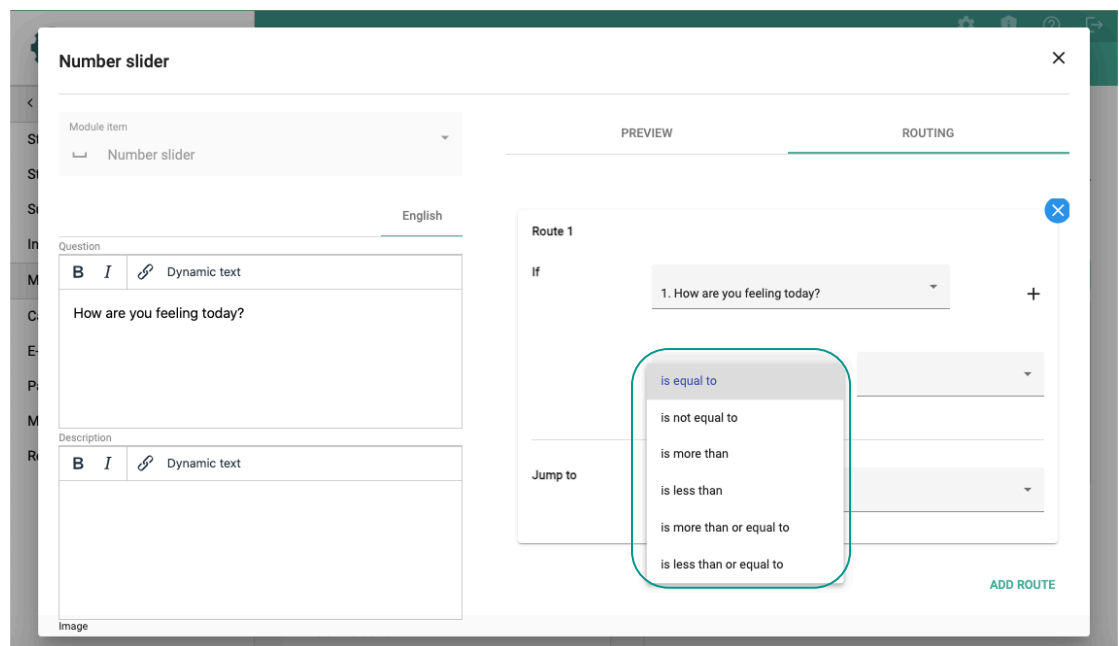 Number slider
Module item
Number slider
English
Question
B I Dynamic text
How are you feeling today?
Description
B I Dynamic text
Image
PREVIEW ROUTING
Route 1
If
1. How are you feeling today?
is equal to
is not equal to
is more than
is less than
is more than or equal to
is less than or equal to
Jump to
ADD ROUTE